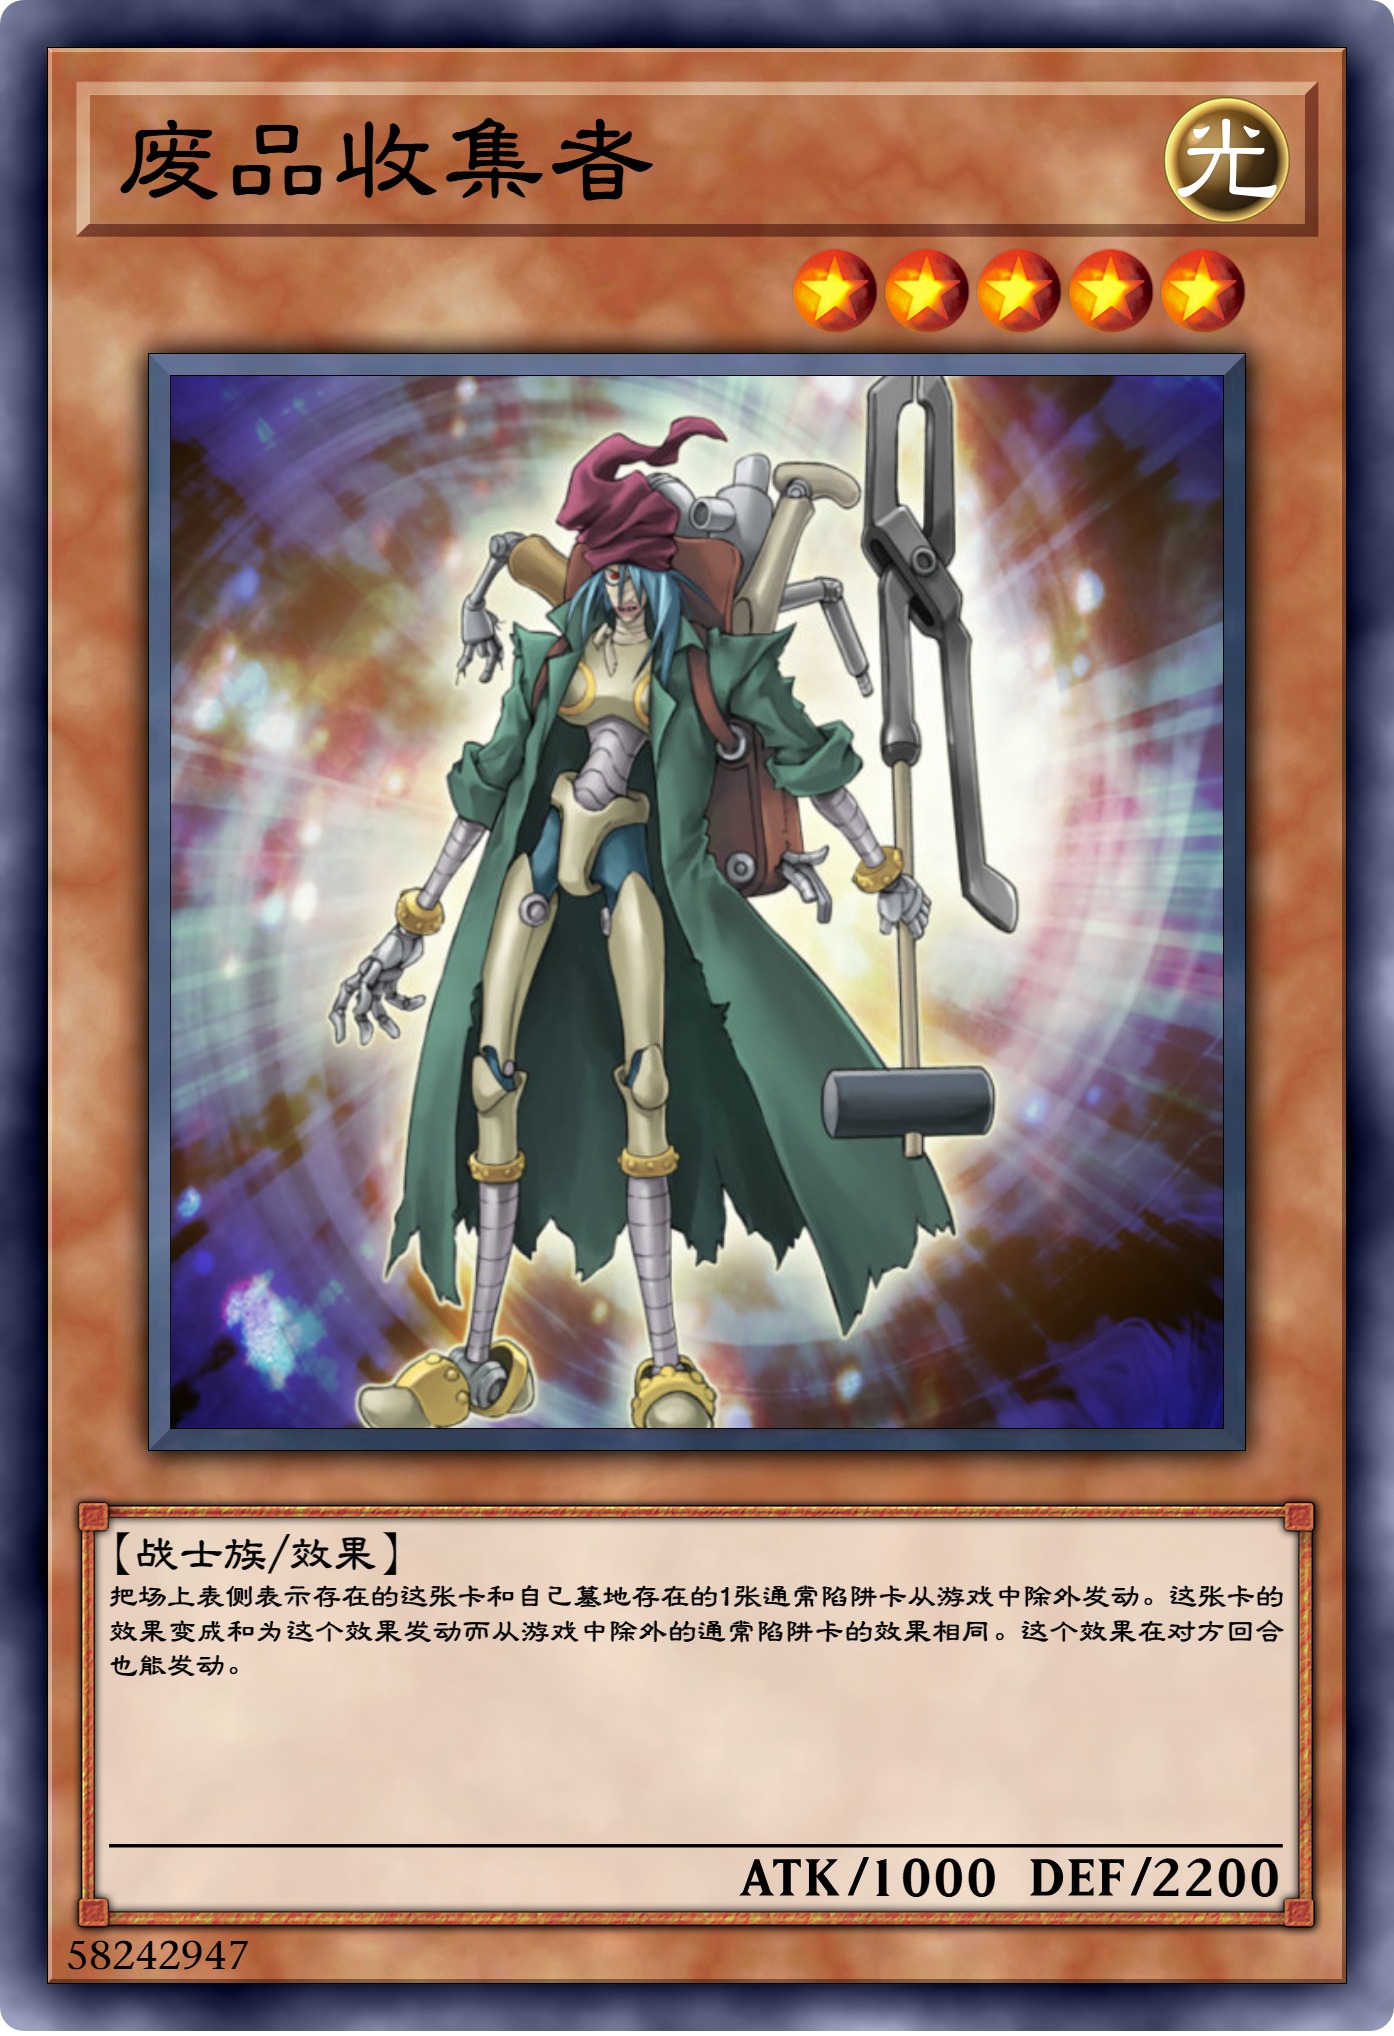 废品收集者
光
【战士族/效果】
把场上表侧表示存在的这张卡和自己墓地存在的1张通常陷阱卡从游戏中除外发动。这张卡的
效果变成和为这个效果发动而从游戏中除外的通常陷阱卡的效果相同。这个效果在对方回合
也能发动。
ATK/1000 DEF/2200
58242947